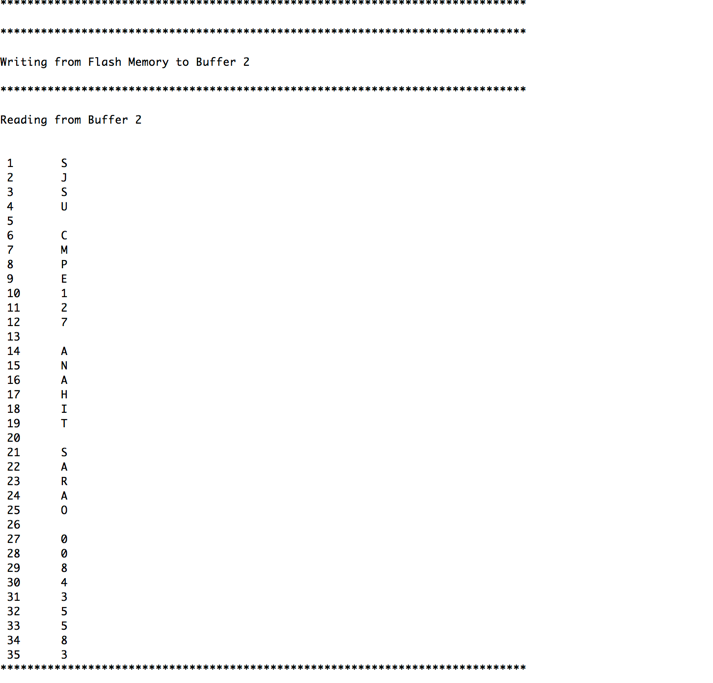 ******************************************************************************
******************************************************************************
Writing from Flash Memory to Buffer 2
******************************************************************************
Reading from Buffer 2
1 S
2 J
3 S
4 U
5
6 C
7 M
8 P
9 E
10 1
11 2
12 7
13
14 A
15 N
16 A
17 H
18 I
19 T
20
21 S
22 A
23 R
24 A
25 O
26
27 0
28 0
29 8
30 4
31 3
32 5
33 5
34 8
35 3
******************************************************************************